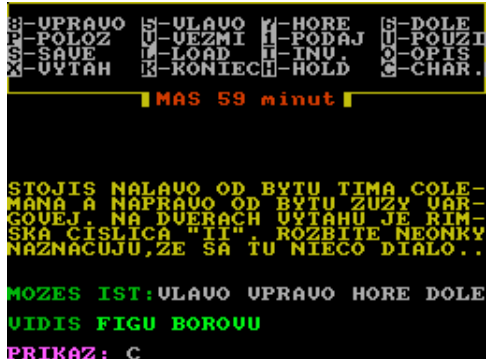 8-VPRAVO 5-VLAVO 7-HORE 6-DOLE
P-POLOZ V-VEZMI 1-PODAJ U-POUZI
S-SAVE L-LOAD I-INV. O-OPIS
X-VYTAH K-KONIEC H-HOLD C-CHAR.
MAS 59 minut
STOJIS NALAVO OD BYTU TIMA COLE-
MANA A NAPRAVO OD BYTU ZUZY VAR-
GOVEJ. NA DVERACH VYTAHU JE RIM-
SKA CISLICA "II". ROZBITE NEONKY
NAZNACUJU,ZE SA TU NIECO DIALO..
MOZES IST:VLAVO VPRAVO HORE DOLE
VIDIS FIGU BOROVU
PRIKAZ: C